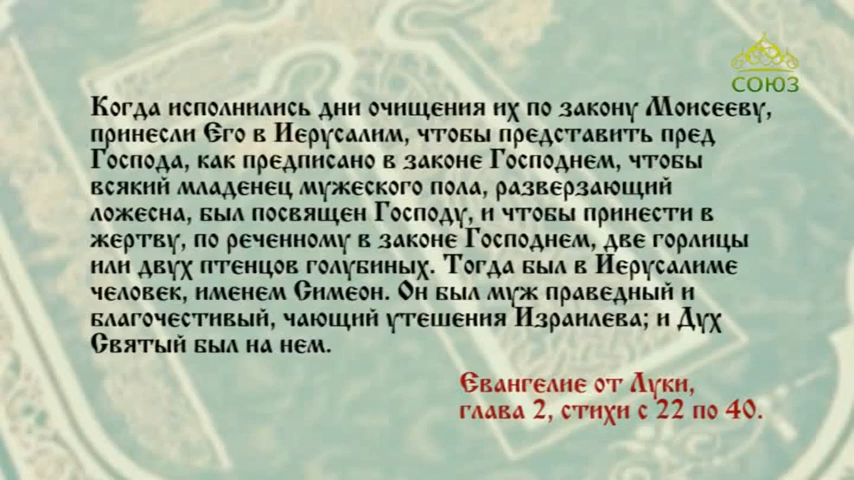 СОЮЗ
Когда исполнились дни очищения их по закону Моисееву,
принесли Его в Иерусалим, чтобы представить пред
Господа, как предписано в законе Господнем, чтобы
всякий младенец мужеского пола, разверзающий
ложесна, был посвящен Господу, и чтобы принести в
жертву, по реченному в законе Господнем, две горлицы
или двух птенцов голубиных. Тогда был в Иерусалиме
человек, именем Симеон. Он был муж праведный и
благочестивый, чающий утешения Израилева; и Дух
Святый был на нем.
Евангелие от Луки,
глава 2, стихи с 22 по 40.